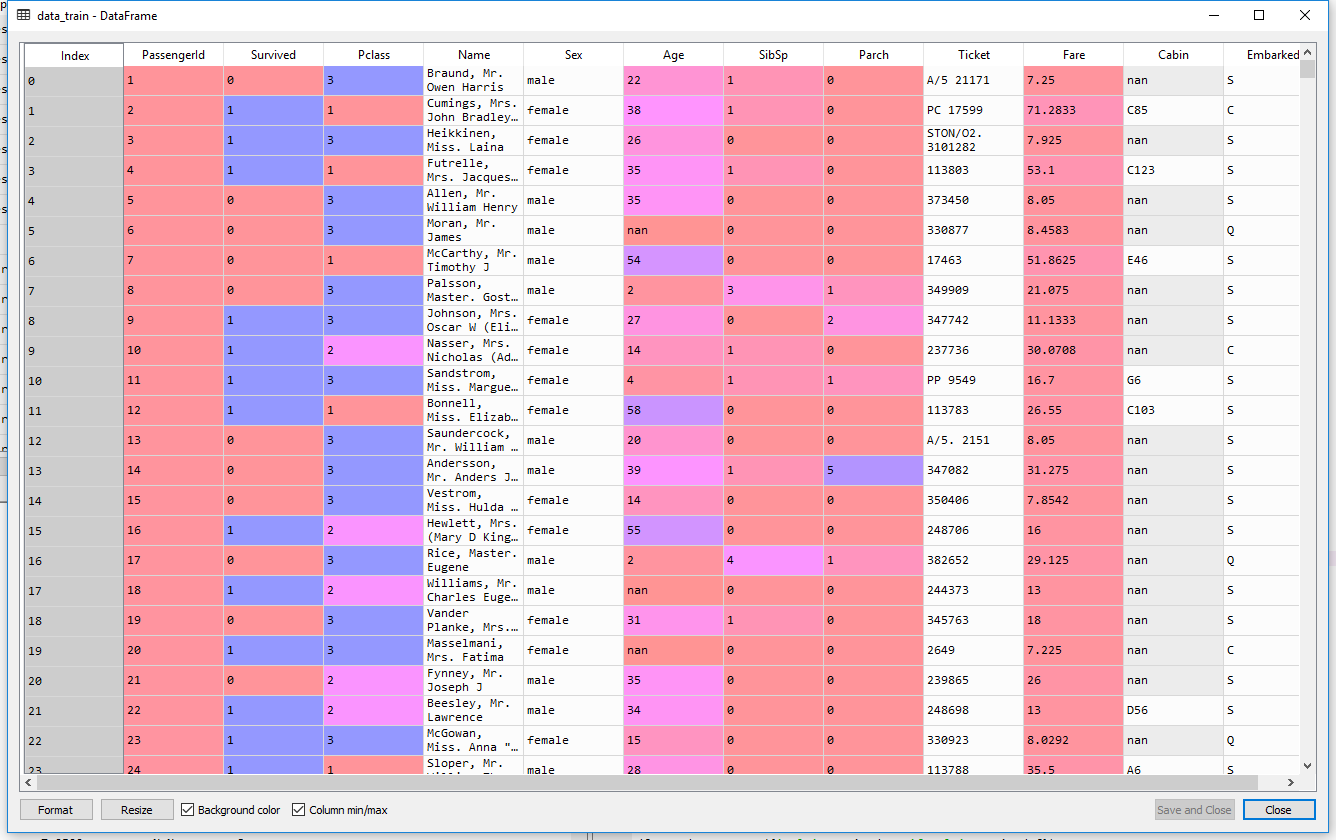 data_train - DataFrame
Index PassengerId Survived Pclass Name Sex Age SibSp Parch Ticket Fare Cabin Embarked
0 1 0 3 Braund, Mr. Owen Harris male 22 1 0 A/5 21171 7.25 nan S
1 2 1 1 Cumings, Mrs. John Bradley… female 38 1 0 PC 17599 71.2833 C85 C
2 3 1 3 Heikkinen, Miss. Laina female 26 0 0 STON/O2. 3101282 7.925 nan S
3 4 1 1 Futrelle, Mrs. Jacques… female 35 1 0 113803 53.1 C123 S
4 5 0 3 Allen, Mr. William Henry male 35 0 0 373450 8.05 nan S
5 6 0 3 Moran, Mr. James male nan 0 0 330877 8.4583 nan Q
6 7 0 1 McCarthy, Mr. Timothy J male 54 0 0 17463 51.8625 E46 S
7 8 0 3 Palsson, Master. Gost… male 2 3 1 349909 21.075 nan S
8 9 1 3 Johnson, Mrs. Oscar W (Eli… female 27 0 2 347742 11.1333 nan S
9 10 1 2 Nasser, Mrs. Nicholas (Ad… female 14 1 0 237736 30.0708 nan C
10 11 1 3 Sandstrom, Miss. Margue… female 4 1 1 PP 9549 16.7 G6 S
11 12 1 1 Bonnell, Miss. Elizab… female 58 0 0 113783 26.55 C103 S
12 13 0 3 Saundercock, Mr. William … male 20 0 0 A/5. 2151 8.05 nan S
13 14 0 3 Andersson, Mr. Anders J… male 39 1 5 347082 31.275 nan S
14 15 0 3 Vestrom, Miss. Hulda … female 14 0 0 350406 7.8542 nan S
15 16 1 2 Hewlett, Mrs. (Mary D King… female 55 0 0 248706 16 nan S
16 17 0 3 Rice, Master. Eugene male 2 4 1 382652 29.125 nan Q
17 18 1 2 Williams, Mr. Charles Euge… male nan 0 0 244373 13 nan S
18 19 0 3 Vander Planke, Mrs.… female 31 1 0 345763 18 nan S
19 20 1 3 Masselmani, Mrs. Fatima female nan 0 0 2649 7.225 nan C
20 21 0 2 Fynney, Mr. Joseph J male 35 0 0 239865 26 nan S
21 22 1 2 Beesley, Mr. Lawrence male 34 0 0 248698 13 D56 S
22 23 1 3 McGowan, Miss. Anna "… female 15 0 0 330923 8.0292 nan Q
23 24 1 1 Sloper, Mr. male 28 0 0 113788 35.5 A6 S
Format Resize Background color Column min/max Save and Close Close